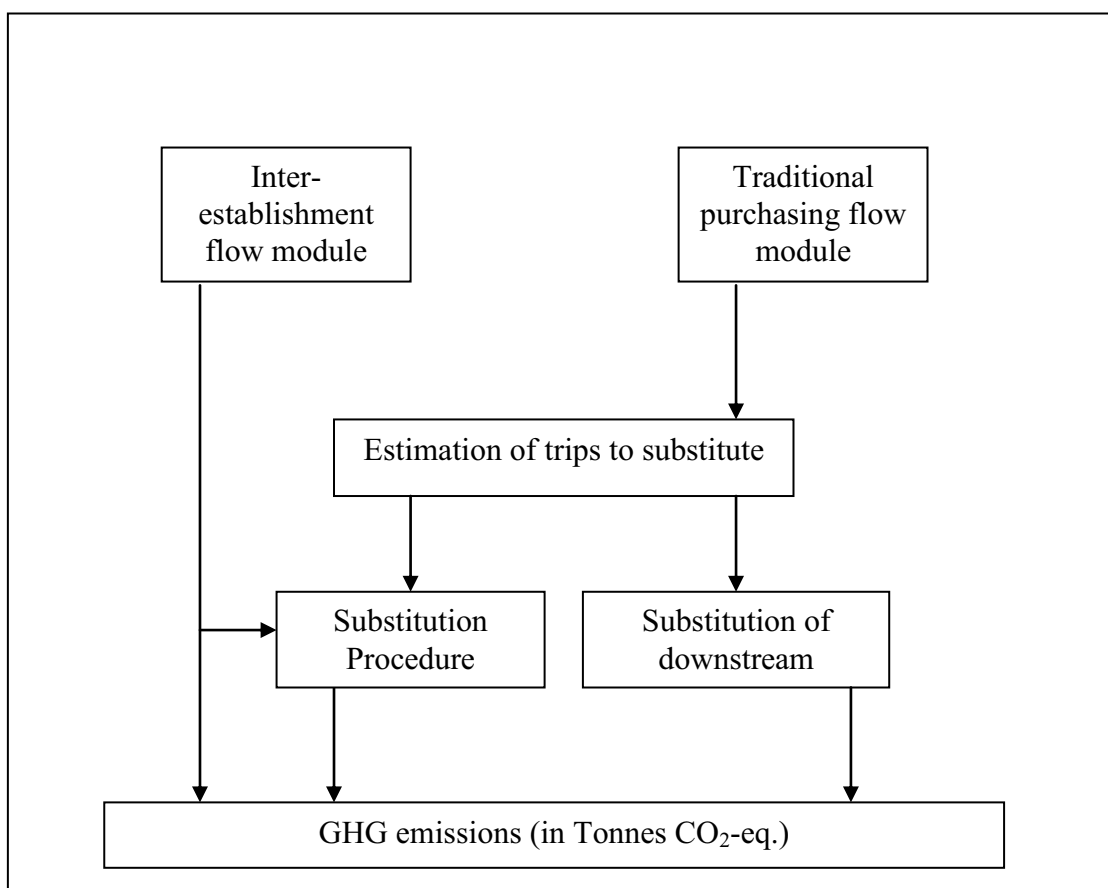 Inter-
establishment
flow module
Traditional
purchasing flow
module
Estimation of trips to substitute
Substitution
Procedure
Substitution of
downstream
GHG emissions (in Tonnes CO₂-eq.)